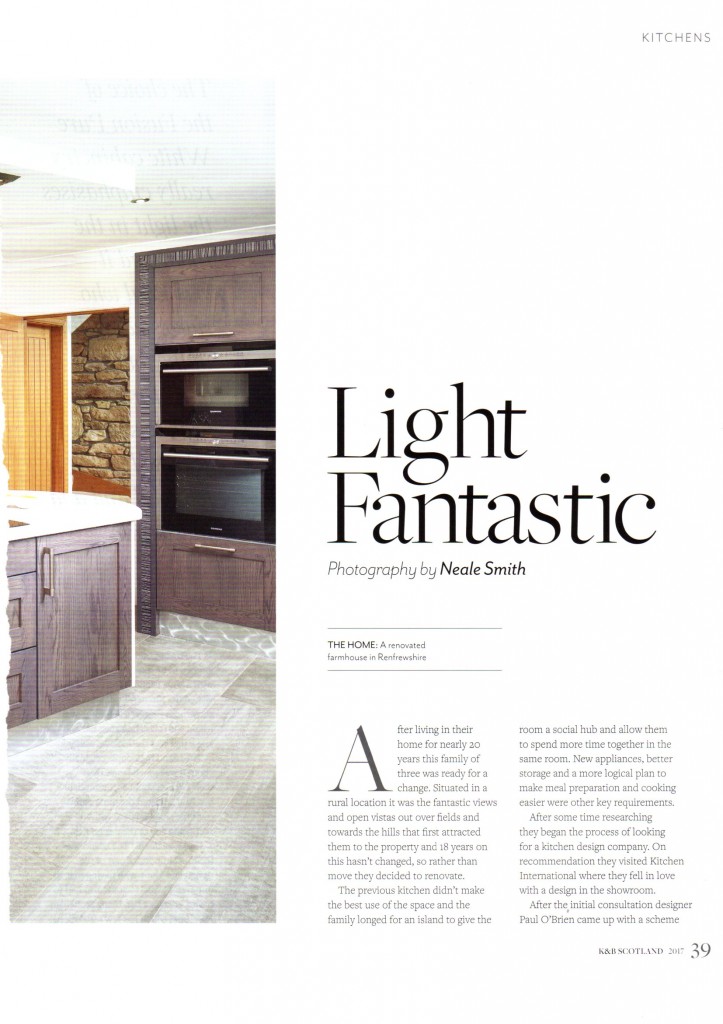 KITCHENS
Light
Fantastic
Photography by Neale Smith
THE HOME: A renovated
farmhouse in Renfrewshire
After living in their
home for nearly 20
years this family of
three was ready for a
change. Situated in a
rural location it was the fantastic views
and open vistas out over fields and
towards the hills that first attracted
them to the property and 18 years on
this hasn't changed, so rather than
move they decided to renovate.
The previous kitchen didn't make
the best use of the space and the
family longed for an island to give the
room a social hub and allow them
to spend more time together in the
same room. New appliances, better
storage and a more logical plan to
make meal preparation and cooking
easier were other key requirements.
After some time researching
they began the process of looking
for a kitchen design company. On
recommendation they visited Kitchen
International where they fell in love
with a design in the showroom.
After the initial consultation designer
Paul O'Brien came up with a scheme
K&B SCOTLAND 2017 39